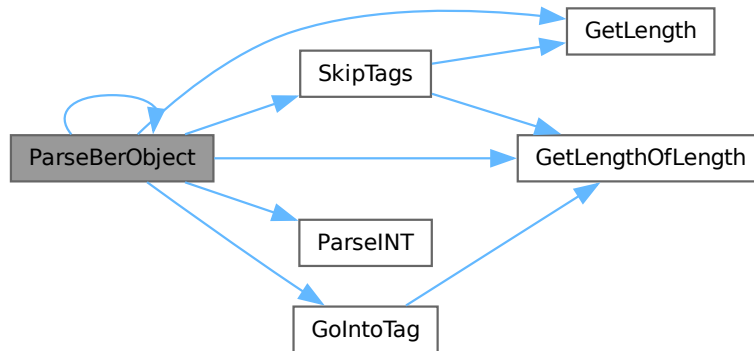 GetLength
SkipTags
ParseBerObject
GetLengthOfLength
ParseINT
GoIntoTag